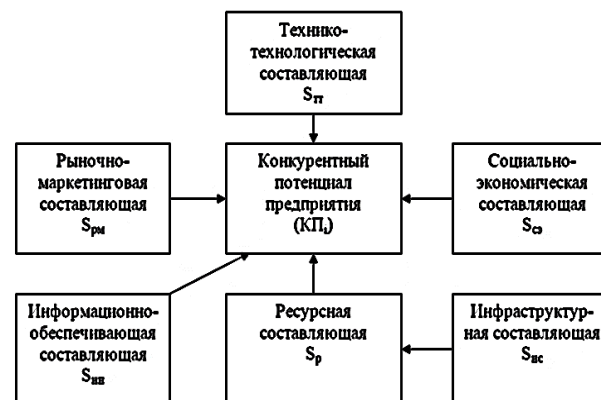 Технико-
технологическая
составляющая
Sтт
Рыночно-
маркетинговая
составляющая
Sрм
Конкурентный
потенциал
предприятия
(КПi)
Социально-
экономическая
составляющая
Sсэ
Информационно-
обеспечивающая
составляющая
Sин
Ресурсная
составляющая
Sр
Инфраструктур-
ная составляющая
Sис